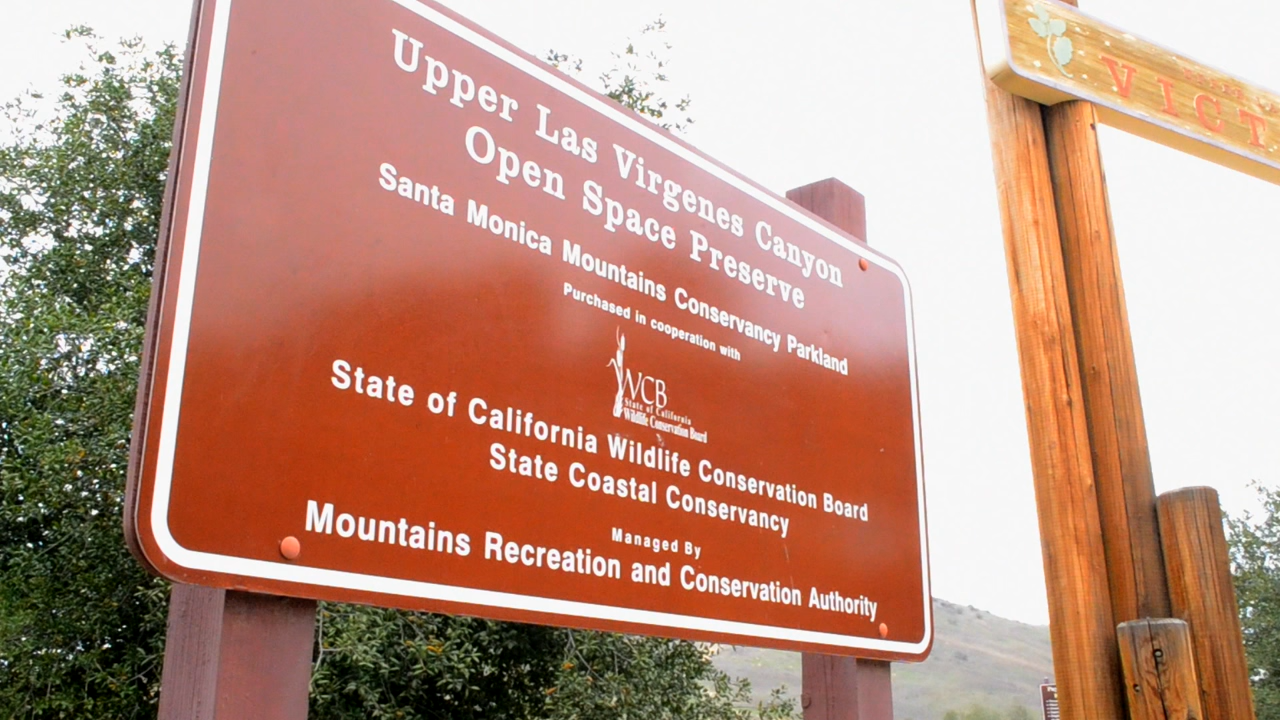 Upper Las Virgenes Canyon
Open Space Preserve
Santa Monica Mountains Conservancy Parkland
Purchased in cooperation with
WCB
State of California
Wildlife Conservation Board
State of California Wildlife Conservation Board
State Coastal Conservancy
Managed By
Mountains Recreation and Conservation Authority
VICT